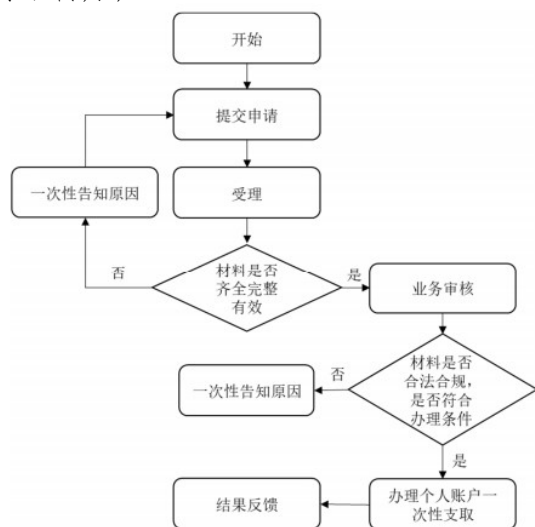 开始
提交申请
一次性告知原因
受理
否
材料是否
齐全完整
有效
是
业务审核
一次性告知原因
否
材料是否
合法合规，
是否符合
办理条件
是
结果反馈
办理个人账户一
次性支取